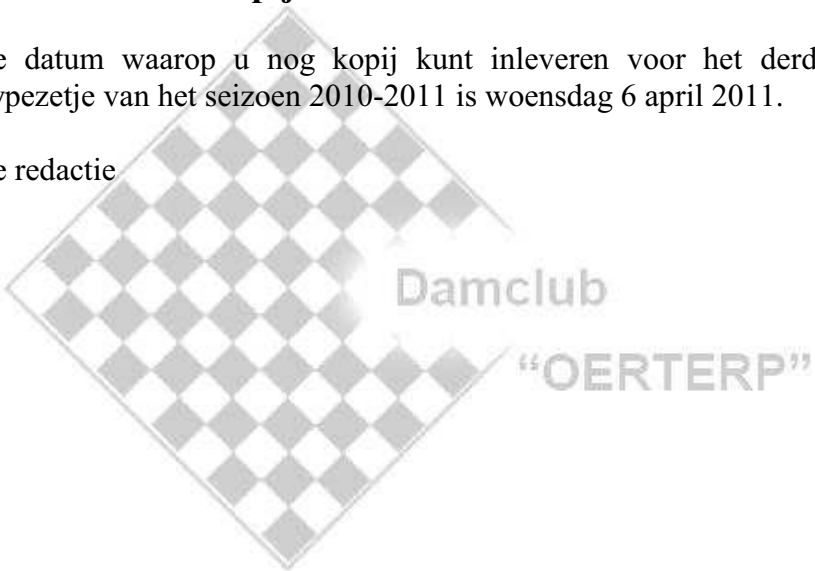 e datum waarop u nog kopij kunt inleveren voor het derd
ypezetje van het seizoen 2010-2011 is woensdag 6 april 2011.
e redactie
Damclub
“OERTERP”